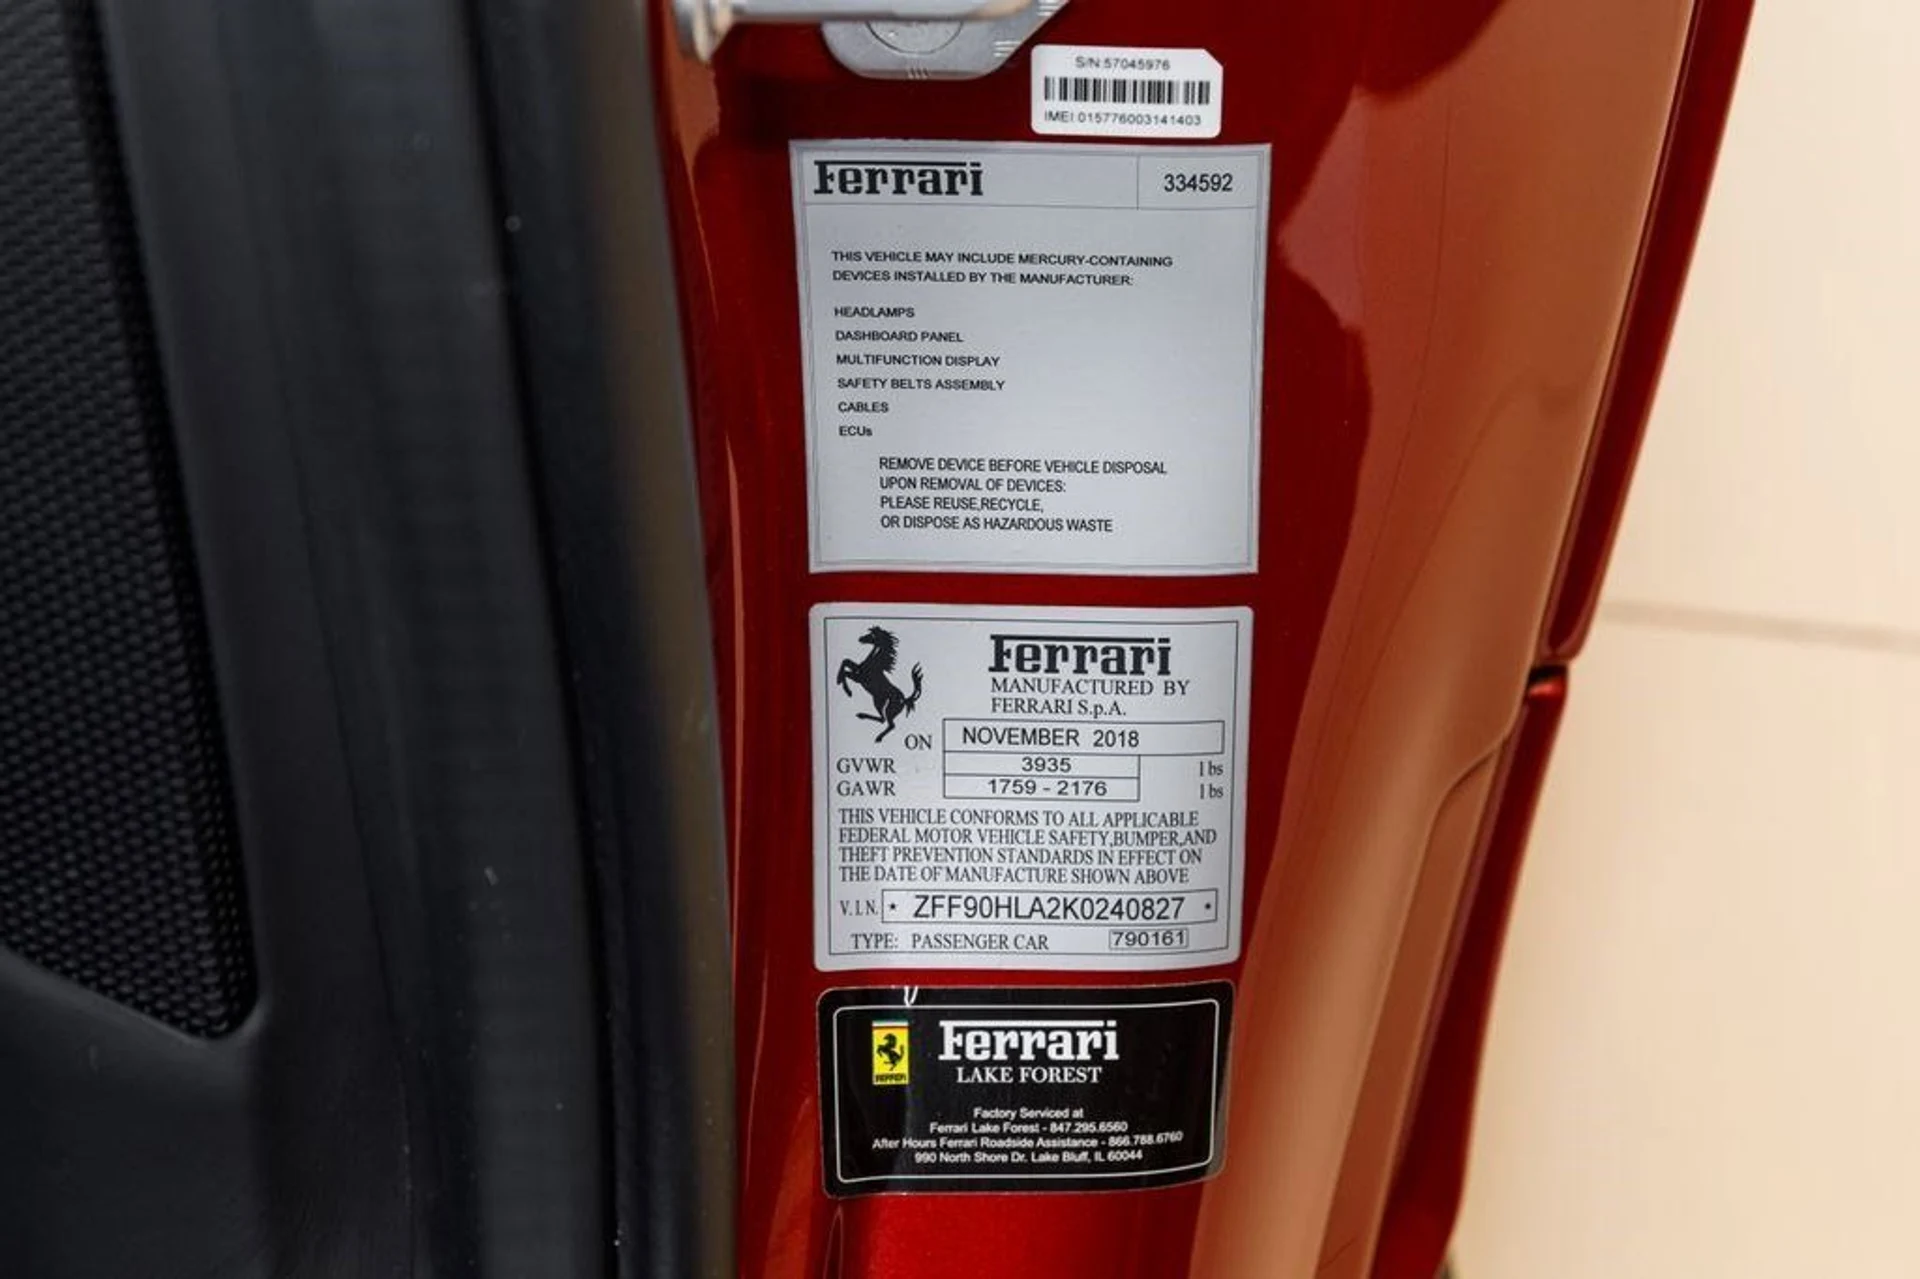 S/N:57045976
IMEI 015776003141403
Ferrari 334592
THIS VEHICLE MAY INCLUDE MERCURY-CONTAINING
DEVICES INSTALLED BY THE MANUFACTURER:
HEADLAMPS
DASHBOARD PANEL
MULTIFUNCTION DISPLAY
SAFETY BELTS ASSEMBLY
CABLES
ECUs
REMOVE DEVICE BEFORE VEHICLE DISPOSAL
UPON REMOVAL OF DEVICES:
PLEASE REUSE,RECYCLE,
OR DISPOSE AS HAZARDOUS WASTE
Ferrari
MANUFACTURED BY
FERRARI S.p.A.
ON NOVEMBER 2018
GVWR 3935 lbs
GAWR 1759 - 2176 lbs
THIS VEHICLE CONFORMS TO ALL APPLICABLE
FEDERAL MOTOR VEHICLE SAFETY,BUMPER,AND
THEFT PREVENTION STANDARDS IN EFFECT ON
THE DATE OF MANUFACTURE SHOWN ABOVE
V.I.N. * ZFF90HLA2K0240827 *
TYPE: PASSENGER CAR 790161
Ferrari
Ferrari
LAKE FOREST
Factory Serviced at
Ferrari Lake Forest - 847.295.6560
After Hours Ferrari Roadside Assistance - 866.788.6760
990 North Shore Dr. Lake Bluff, IL 60044